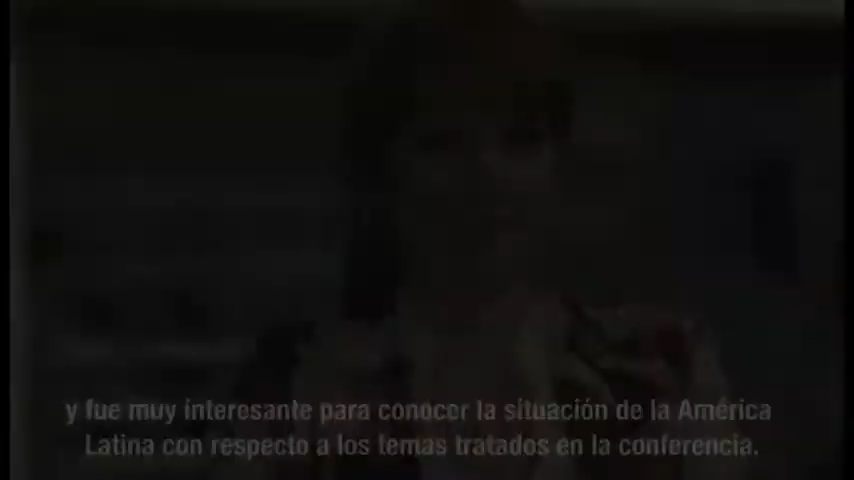 y fue muy interesante para conocer la situación de la América
Latina con respecto a los temas tratados en la conferencia.